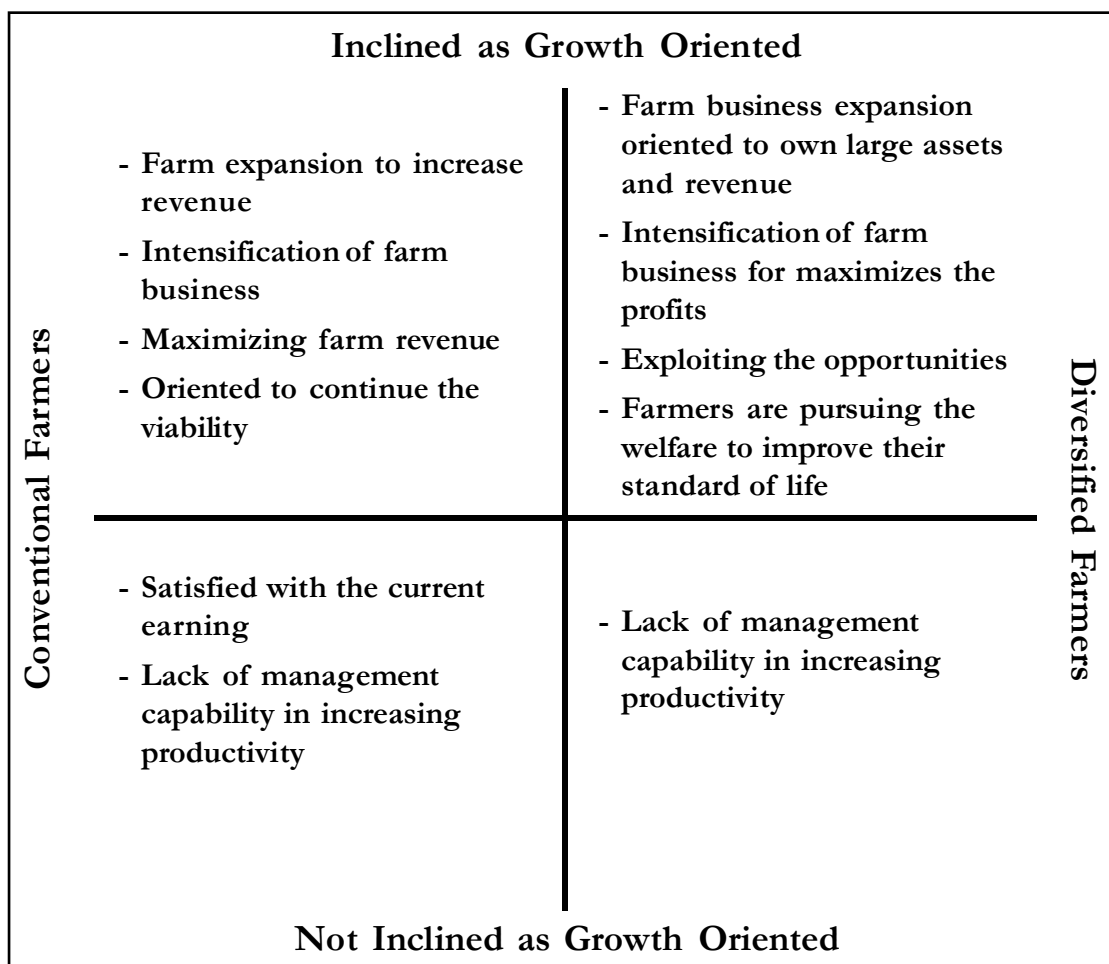 Inclined as Growth Oriented
Conventional Farmers
- Farm expansion to increase
revenue
- Intensification of farm
business
- Maximizing farm revenue
- Oriented to continue the
viability
- Farm business expansion
oriented to own large assets
and revenue
- Intensification of farm
business for maximizes the
profits
- Exploiting the opportunities
- Farmers are pursuing the
welfare to improve their
standard of life
Diversified Farmers
- Satisfied with the current
earning
- Lack of management
capability in increasing
productivity
- Lack of management
capability in increasing
productivity
Not Inclined as Growth Oriented